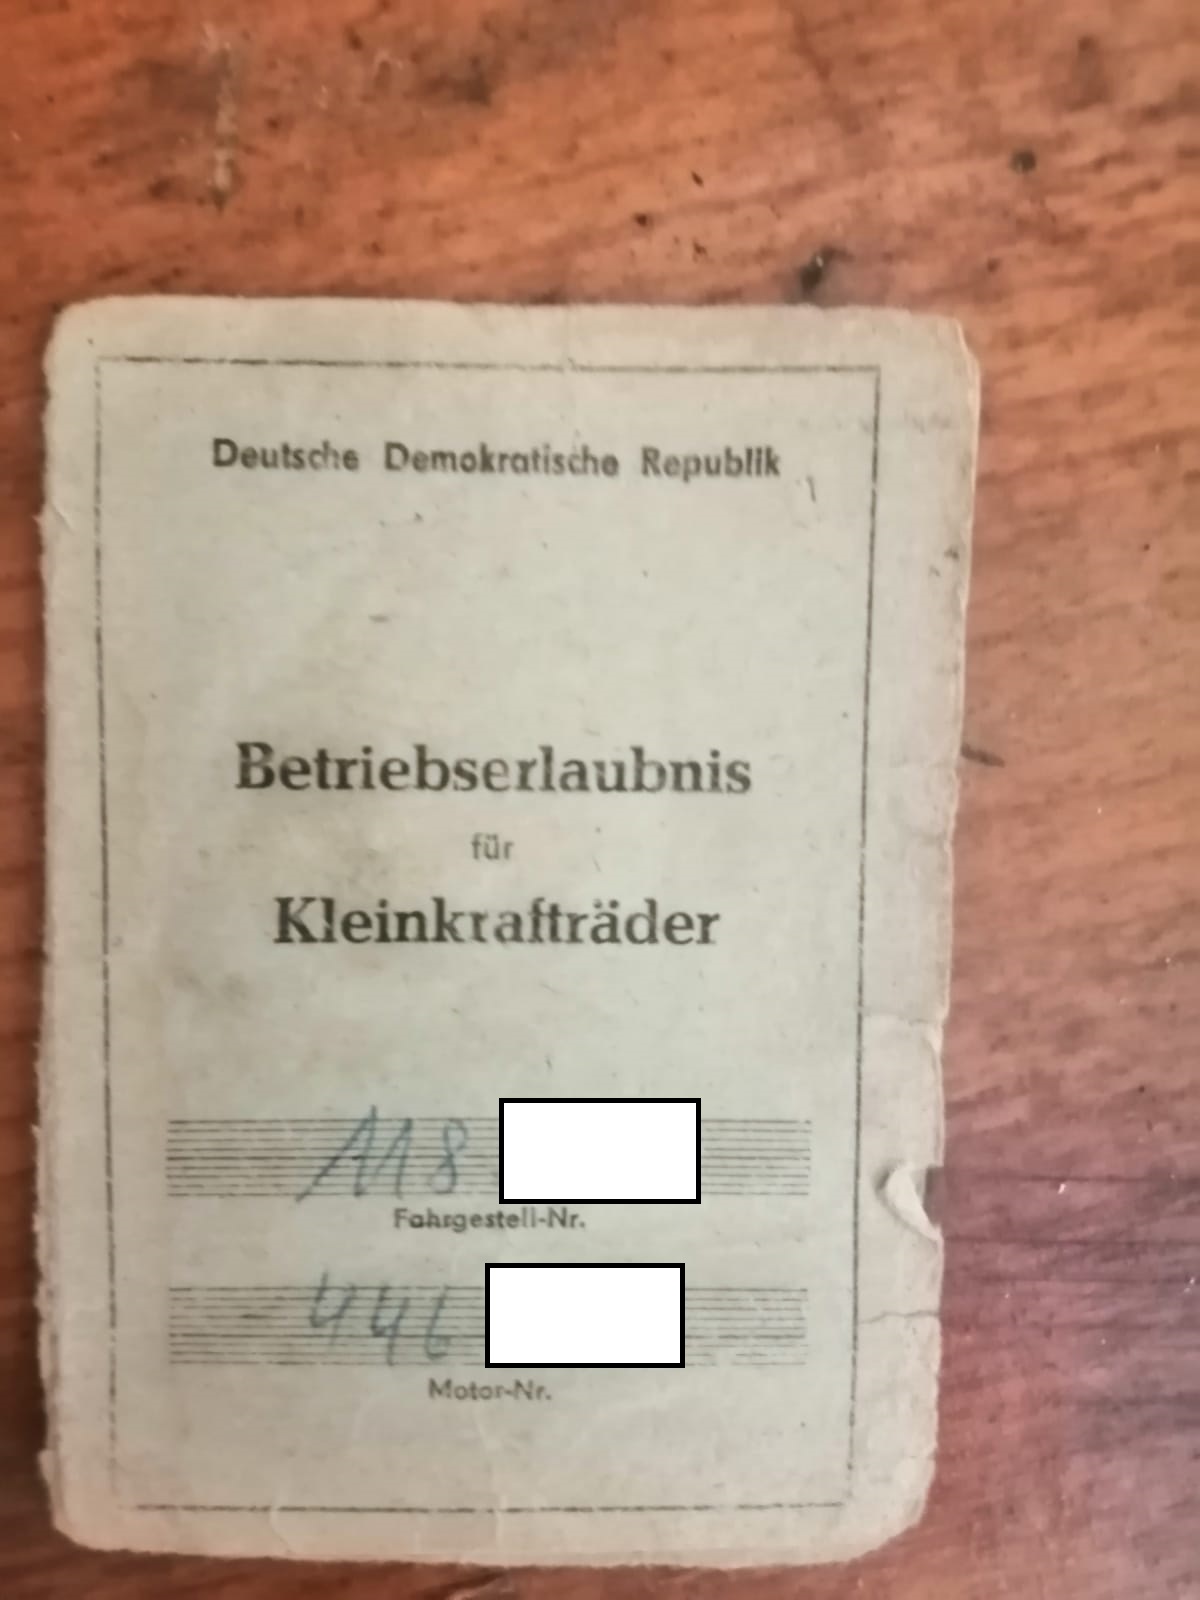 Deutsche Demokratische Republik
Betriebserlaubnis
für
Kleinkrafträder
118
Fahrgestell-Nr.
446
Motor-Nr.